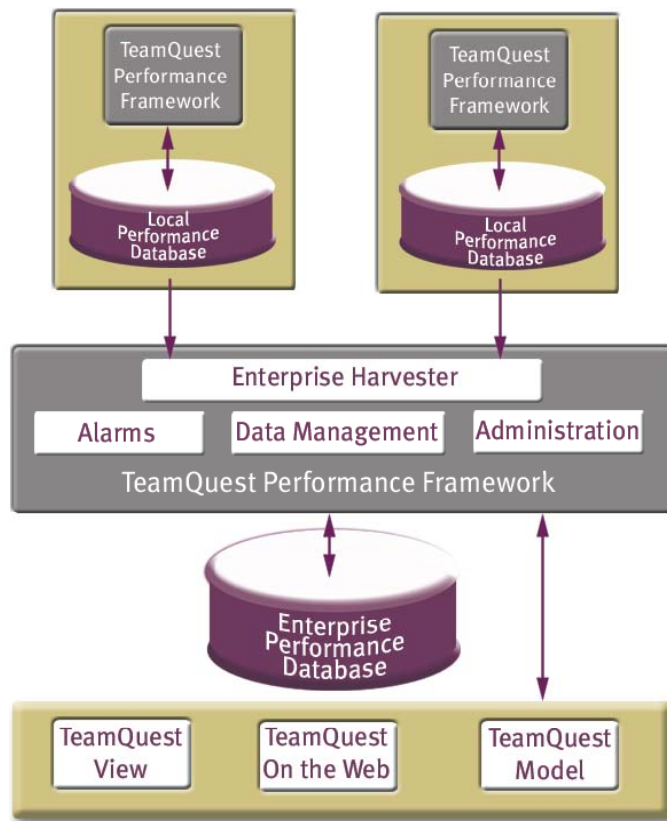 TeamQuest
Performance
Framework
Local
Performance
Database
TeamQuest
Performance
Framework
Local
Performance
Database
Enterprise Harvester
Alarms
Data Management
Administration
TeamQuest Performance Framework
Enterprise
Performance
Database
TeamQuest
View
TeamQuest
On the Web
TeamQuest
Model